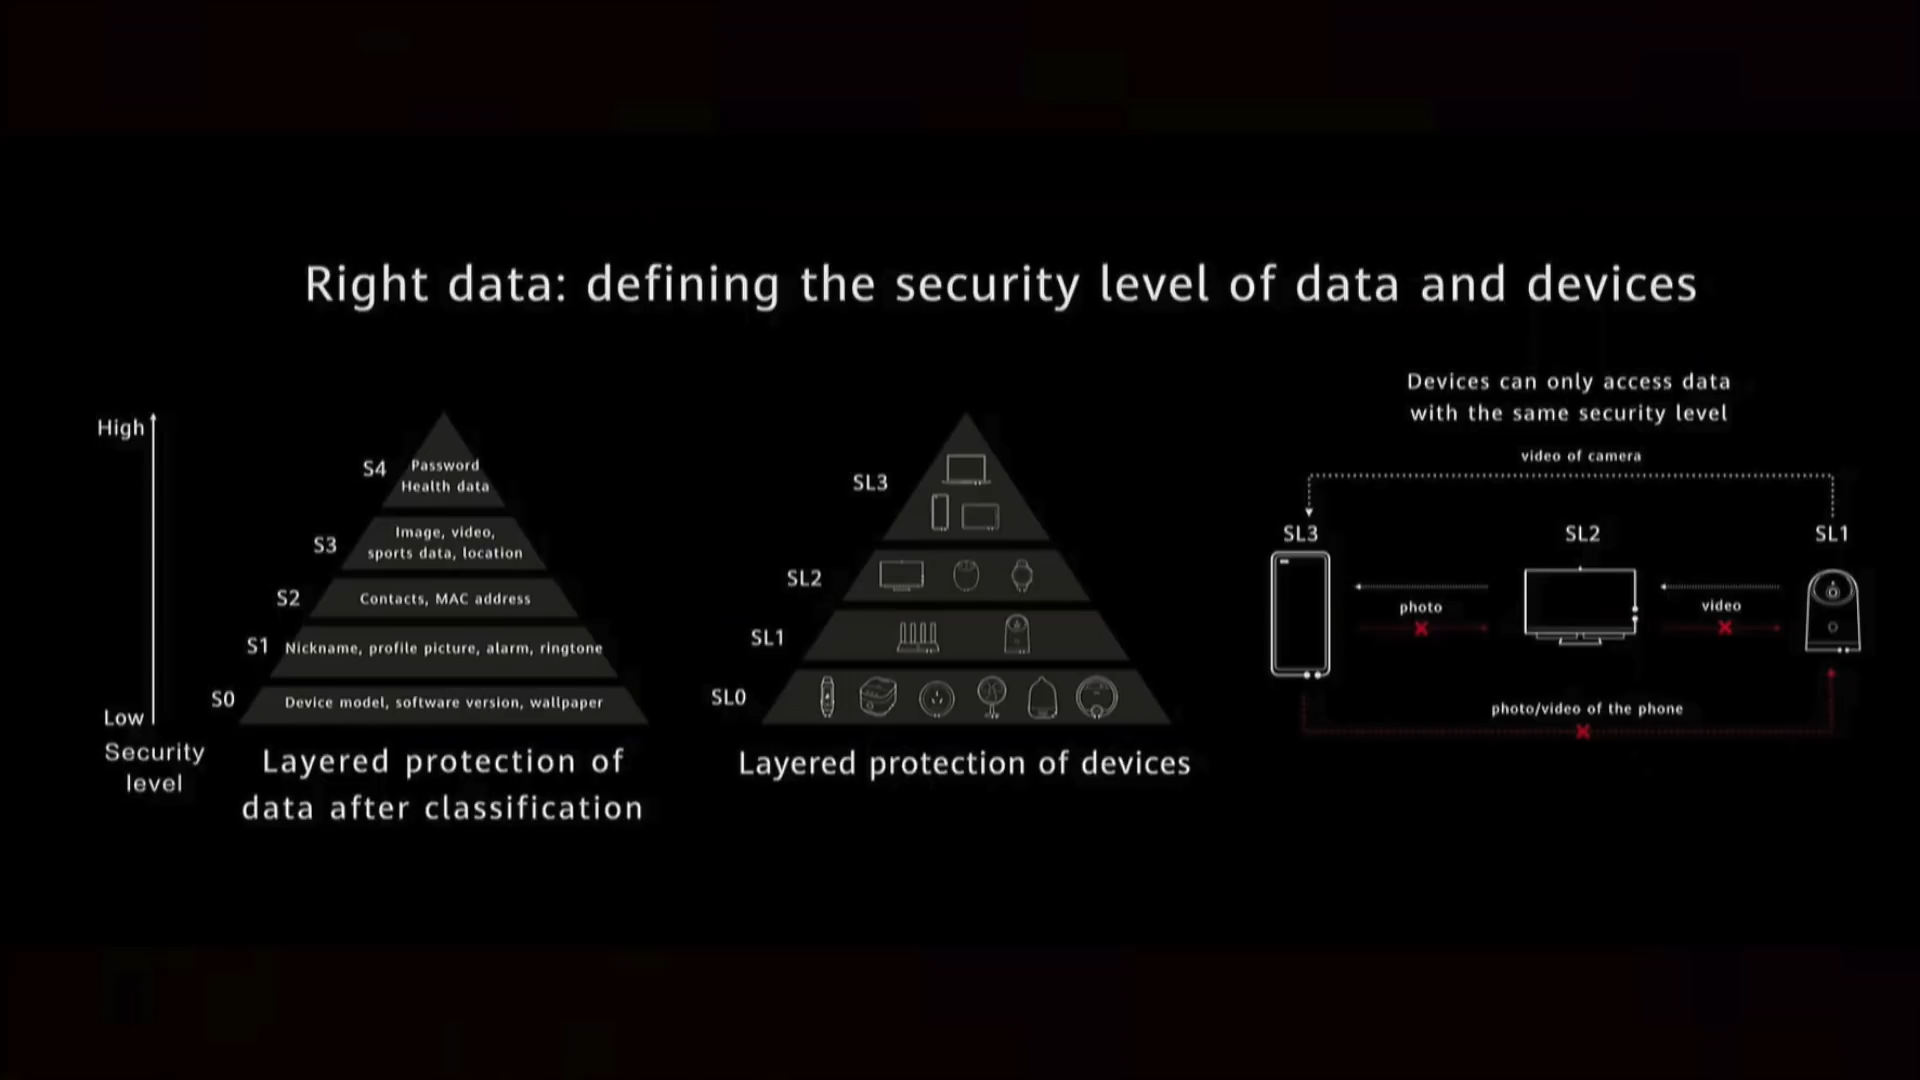 Right data: defining the security level of data and devices
High
Low
Security
level
S4
Password
Health data
S3
Image, video,
sports data, location
S2
Contacts, MAC address
S1
Nickname, profile picture, alarm, ringtone
S0
Device model, software version, wallpaper
Layered protection of
data after classification
SL3
SL2
SL1
SL0
Layered protection of devices
Devices can only access data
with the same security level
video of camera
SL3
SL2
SL1
photo
video
photo/video of the phone